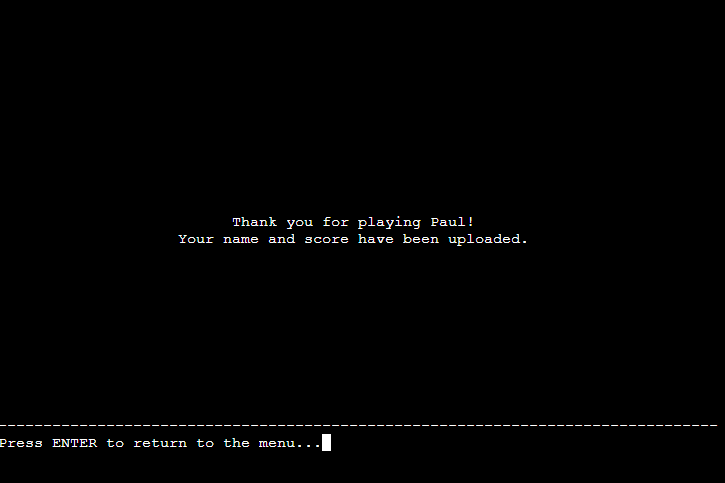 Thank you for playing Paul!
Your name and score have been uploaded.
--------------------------------------------------------------------------------
Press ENTER to return to the menu...